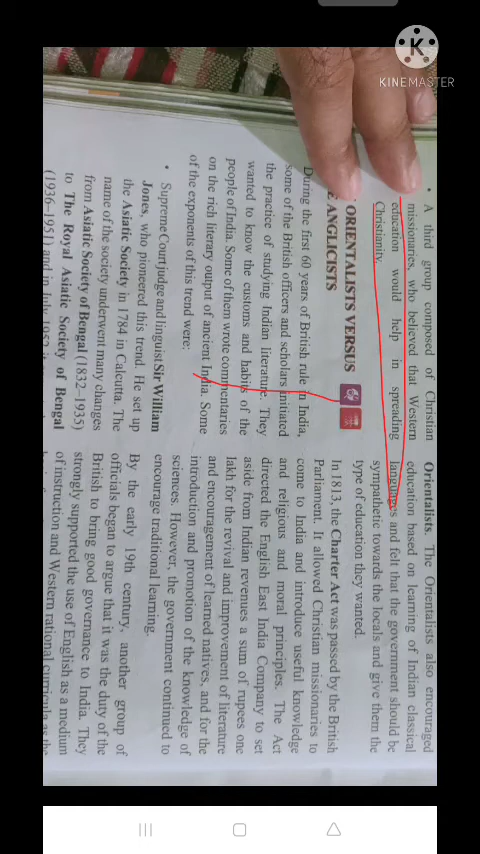 KINEMASTER
• A third group composed of Christian
missionaries, who believed that Western
education would help in spreading
Christianity.
ORIENTALISTS VERSUS
ANGLICISTS
During the first 60 years of British rule in India,
some of the British officers and scholars initiated
the practice of studying Indian literature. They
wanted to know the customs and habits of the
people of India. Some of them wrote commentaries
on the rich literary output of ancient India. Some
of the exponents of this trend were:
• Supreme Court judge and linguist Sir William
Jones, who pioneered this trend. He set up
the Asiatic Society in 1784 in Calcutta. The
name of the society underwent many changes
from Asiatic Society of Bengal (1832–1935)
to The Royal Asiatic Society of Bengal
(1936–1951) and in July
Orientalists. The Orientalists also encouraged
education based on learning of Indian classical
languages and felt that the government should be
sympathetic towards the locals and give them the
type of education they wanted.
In 1813, the Charter Act was passed by the British
Parliament. It allowed Christian missionaries to
come to India and introduce useful knowledge
and religious and moral principles. The Act
directed the English East India Company to set
aside from Indian revenues a sum of rupees one
lakh for the revival and improvement of literature
and encouragement of learned natives, and for the
introduction and promotion of the knowledge of
sciences. However, the government continued to
encourage traditional learning.
By the early 19th century, another group of
officials began to argue that it was the duty of the
British to bring good governance to India. They
strongly supported the use of English as a medium
of instruction and Western rational curricula as the